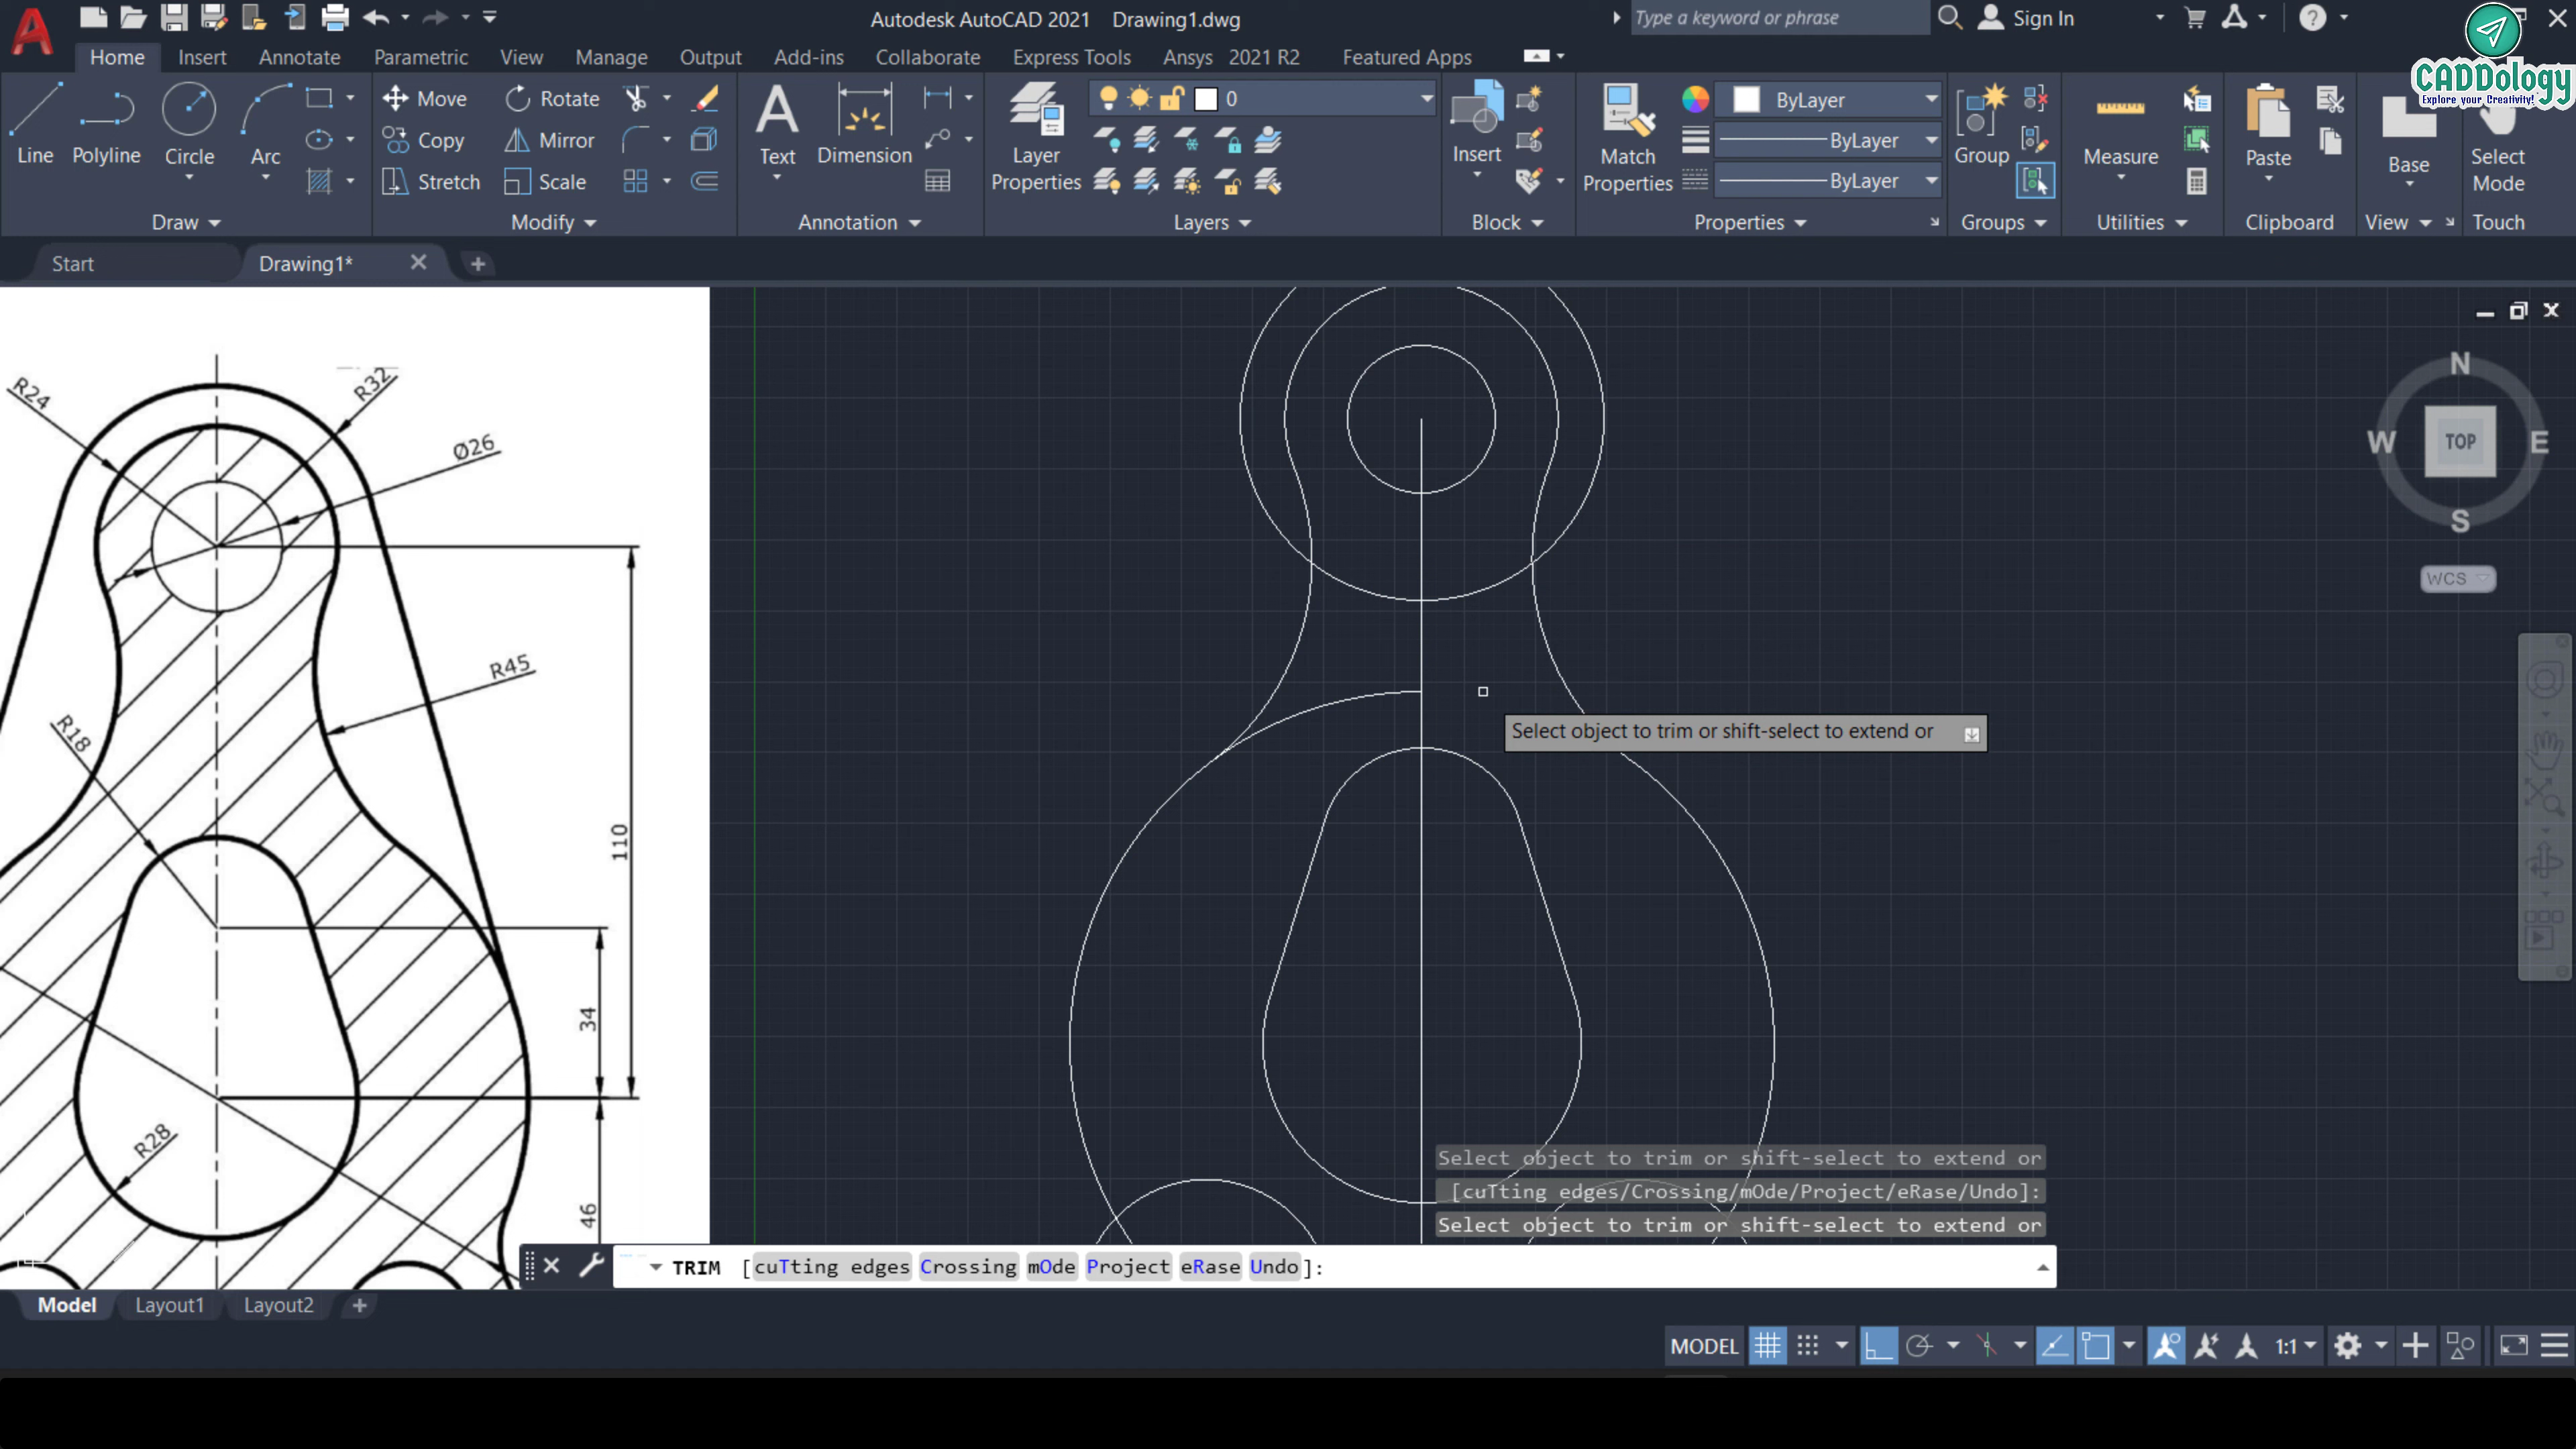 Autodesk AutoCAD 2021 Drawing1.dwg
Type a keyword or phrase
Sign In
CADDology
Explore your Creativity!
Home Insert Annotate Parametric View Manage Output Add-ins Collaborate Express Tools Ansys 2021 R2 Featured Apps
Line Polyline Circle Arc
Move Rotate
Copy Mirror
Stretch Scale
Text Dimension
Layer Properties
0
Insert
Match Properties
ByLayer
ByLayer
ByLayer
Group
Measure
Paste
Base
Select Mode
Draw Modify Annotation Layers Block Properties Groups Utilities Clipboard View Touch
Start Drawing1*
R24
R32
Ø26
R45
R18
110
34
R28
46
N
W TOP E
S
WCS
Select object to trim or shift-select to extend or
Select object to trim or shift-select to extend or
[cuTting edges/Crossing/mOde/Project/eRase/Undo]:
Select object to trim or shift-select to extend or
TRIM [cuTting edges Crossing mOde Project eRase Undo]:
Model Layout1 Layout2
MODEL 1:1